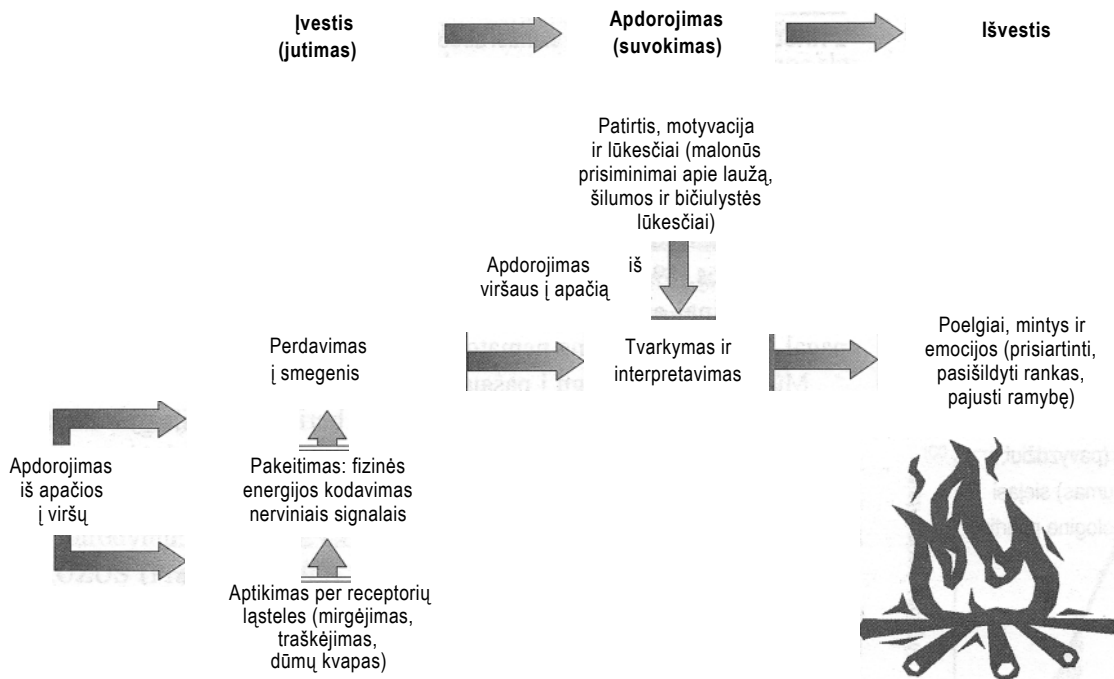 Įvestis
(jutimas)
Apdorojimas
(suvokimas)
Išvestis
Patirtis, motyvacija
ir lūkesčiai (malonūs
prisiminimai apie laužą,
šilumos ir bičiulystės
lūkesčiai)
Apdorojimas iš
viršaus į apačią
Perdavimas
į smegenis
Tvarkymas ir
interpretavimas
Poelgiai, mintys ir
emocijos (prisiartinti,
pasišildyti rankas,
pajusti ramybę)
Apdorojimas
iš apačios
į viršų
Pakeitimas: fizinės
energijos kodavimas
nerviniais signalais
Aptikimas per receptorių
ląsteles (mirgėjimas,
traškėjimas,
dūmų kvapas)